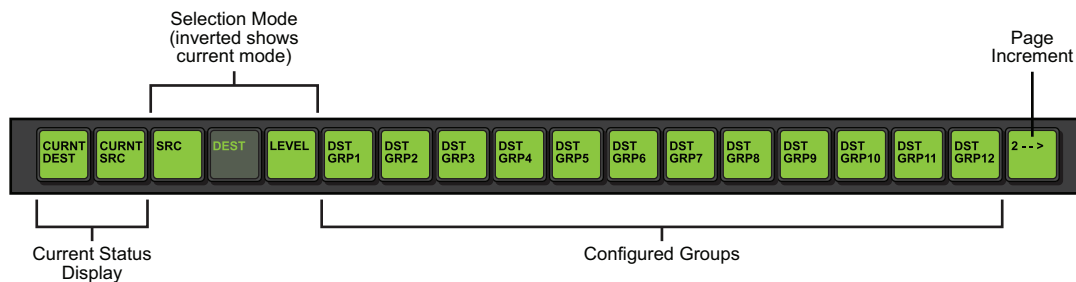 Selection Mode
(inverted shows
current mode)
Page
Increment
CURNT
DEST
CURNT
SRC
SRC
DEST
LEVEL
DST
GRP1
DST
GRP2
DST
GRP3
DST
GRP4
DST
GRP5
DST
GRP6
DST
GRP7
DST
GRP8
DST
GRP9
DST
GRP10
DST
GRP11
DST
GRP12
2 -->
Current Status
Display
Configured Groups